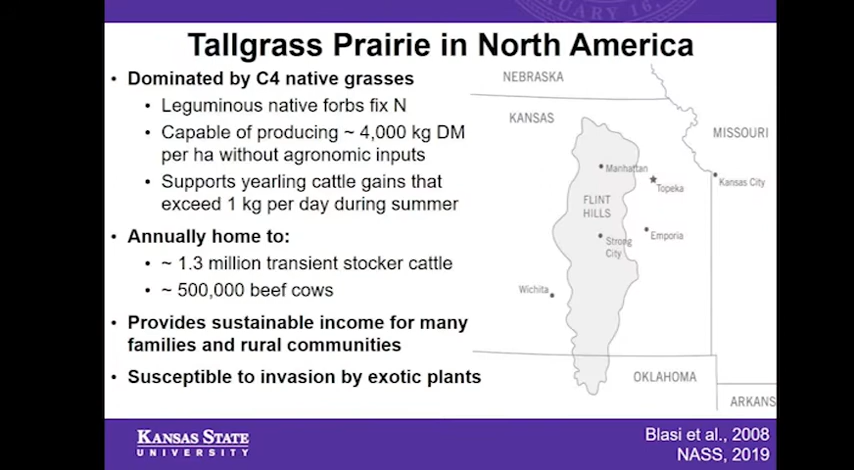 Tallgrass Prairie in North America
• Dominated by C4 native grasses
• Leguminous native forbs fix N
• Capable of producing ~ 4,000 kg DM
per ha without agronomic inputs
• Supports yearling cattle gains that
exceed 1 kg per day during summer
• Annually home to:
• ~ 1.3 million transient stocker cattle
• ~ 500,000 beef cows
• Provides sustainable income for many
families and rural communities
• Susceptible to invasion by exotic plants
NEBRASKA
KANSAS
MISSOURI
Manhattan
Topeka
Kansas City
FLINT
HILLS
Strong
City
Emporia
Wichita
OKLAHOMA
ARKANS
KANSAS STATE
UNIVERSITY
Blasi et al., 2008
NASS, 2019